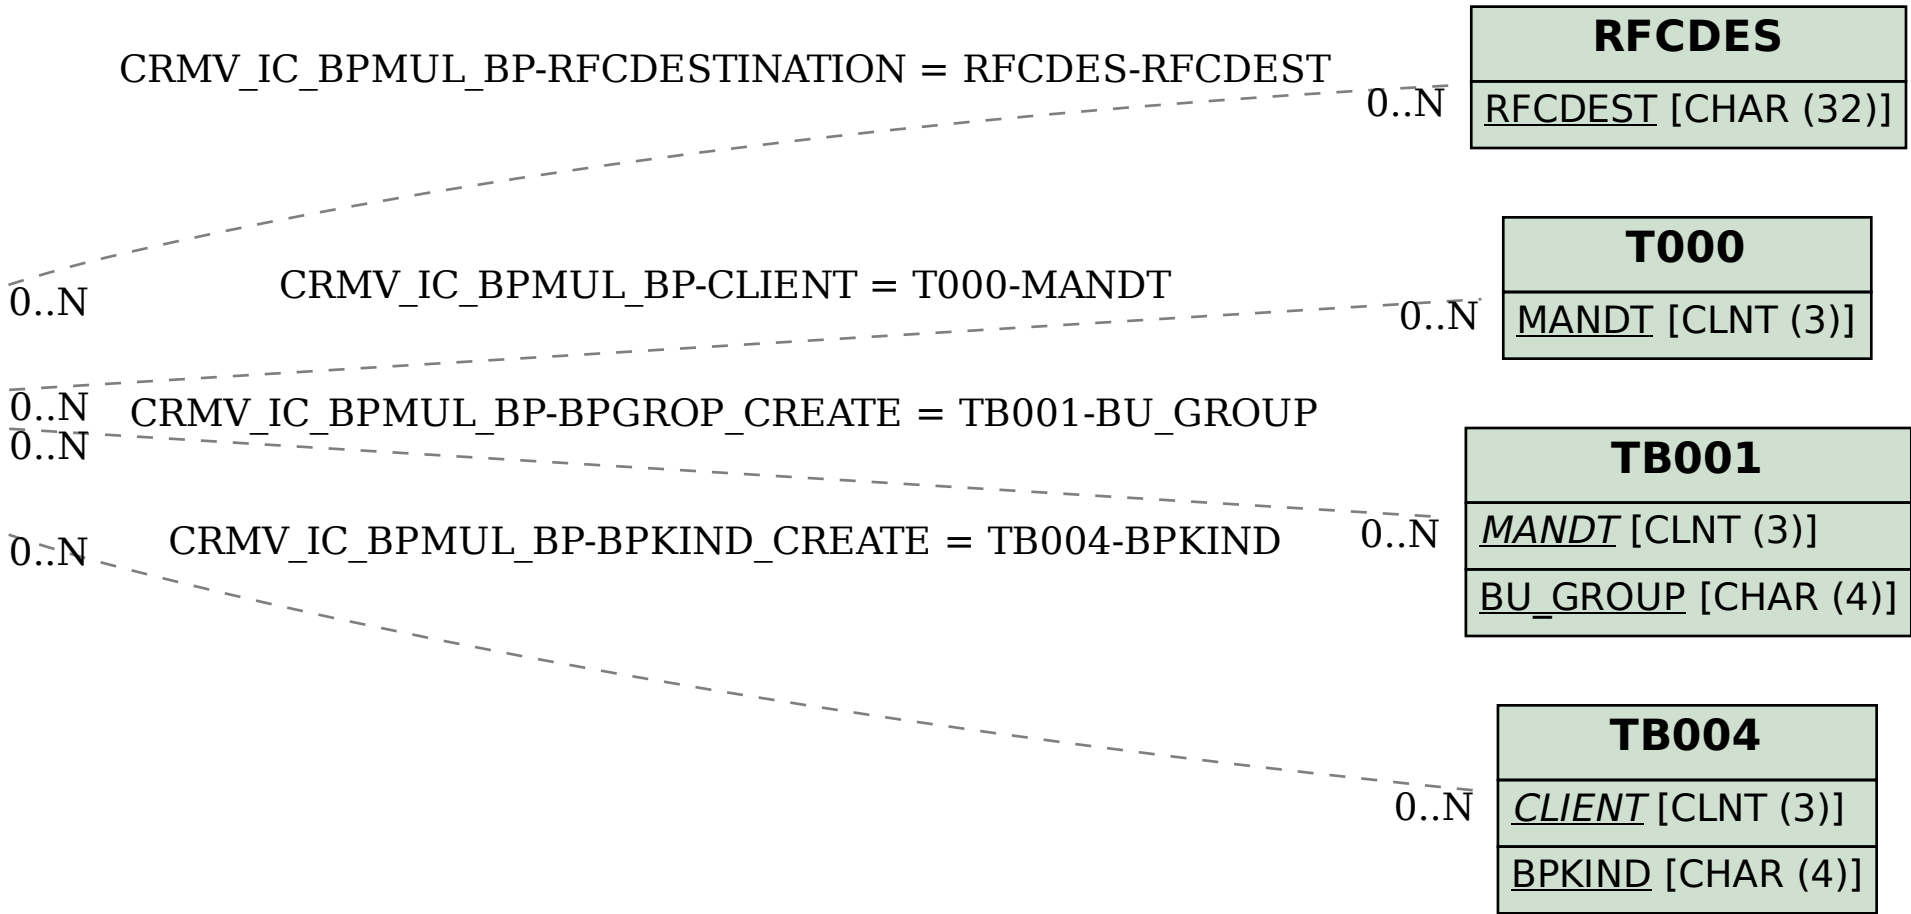 RFCDES
CRMV_IC_BPMUL_BP-RFCDESTINATION = RFCDES-RFCDEST
0..N
RFCDEST [CHAR (32)]
T000
CRMV_IC_BPMUL_BP-CLIENT = T000-MANDT
0..N
0..N
MANDT [CLNT (3)]
0..N
CRMV_IC_BPMUL_BP-BPGROP_CREATE = TB001-BU_GROUP
0..N
TB001
0..N
MANDT [CLNT (3)]
BU_GROUP [CHAR (4)]
0..N
CRMV_IC_BPMUL_BP-BPKIND_CREATE = TB004-BPKIND
TB004
0..N
CLIENT [CLNT (3)]
BPKIND [CHAR (4)]